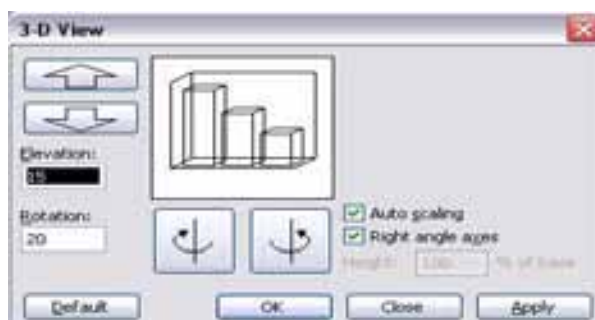 3-D View
Elevation:
15
Rotation:
20
Auto scaling
Right angle axes
Height: 100 % of base
Default OK Close Apply